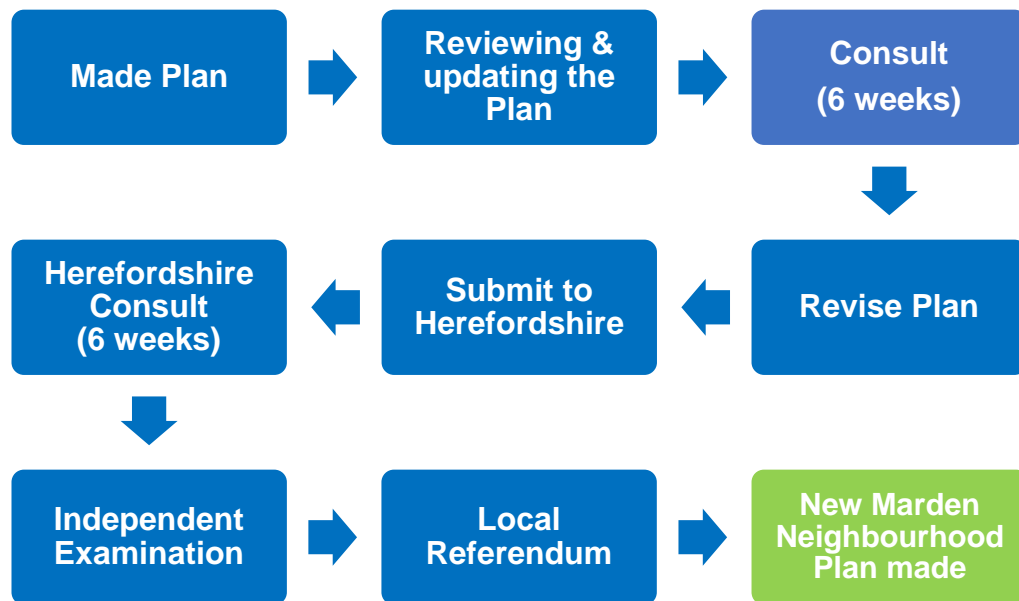 Made Plan
Reviewing &
updating the
Plan
Consult
(6 weeks)
Revise Plan
Submit to
Herefordshire
Herefordshire
Consult
(6 weeks)
Independent
Examination
Local
Referendum
New Marden
Neighbourhood
Plan made